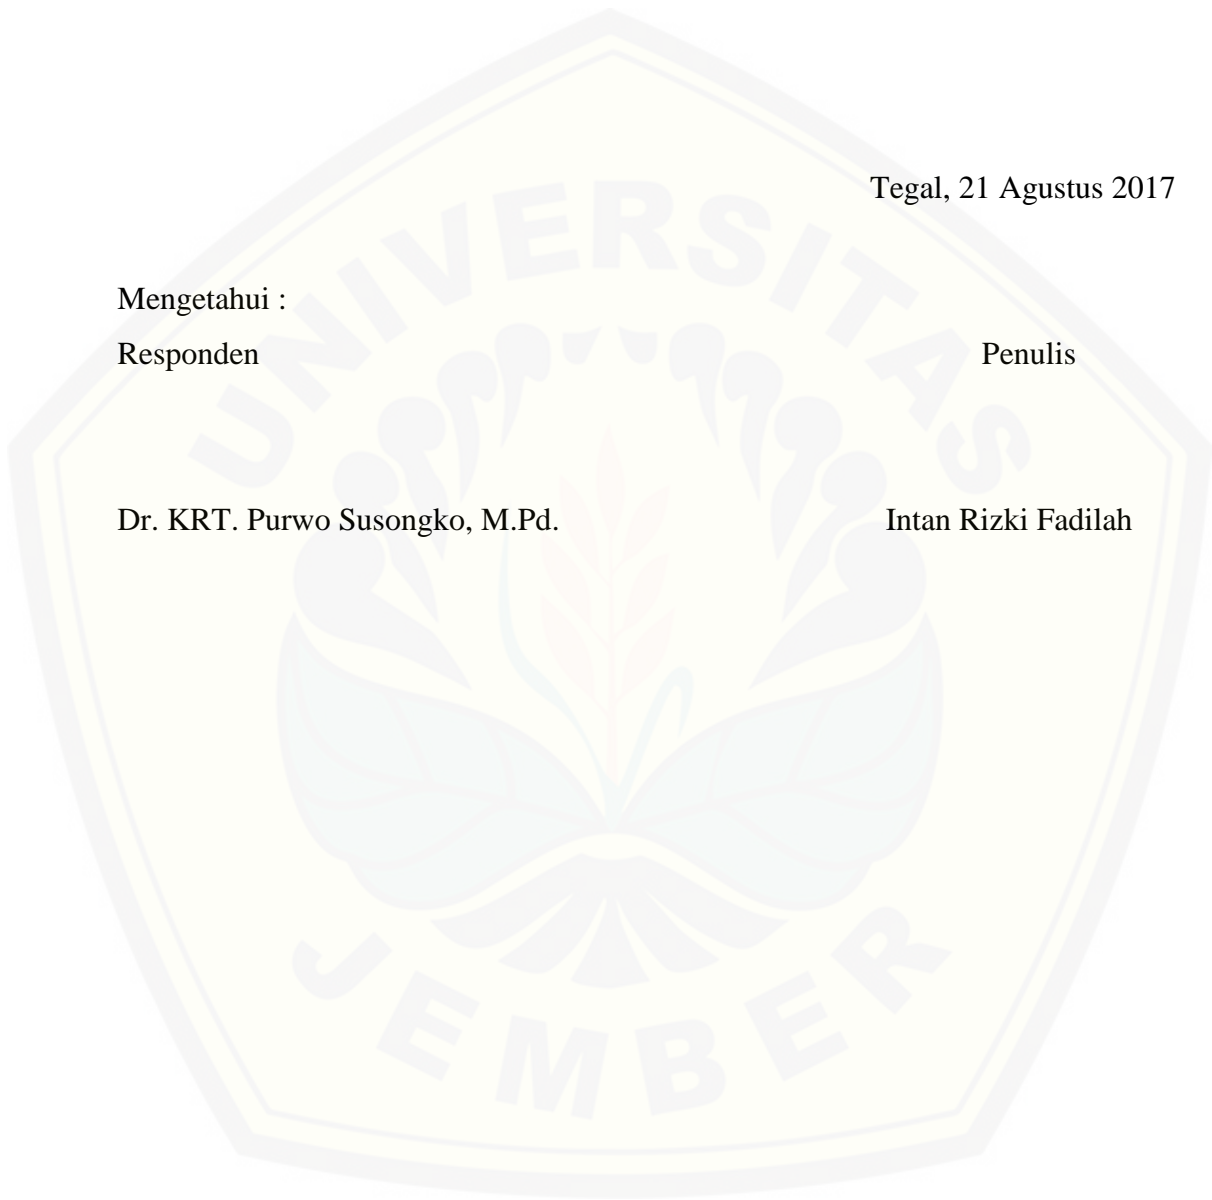 Tegal, 21 Agustus 2017
Mengetahui :
Responden Penulis
Dr. KRT. Purwo Susongko, M.Pd. Intan Rizki Fadilah
UNIVERSITAS
JEMBER